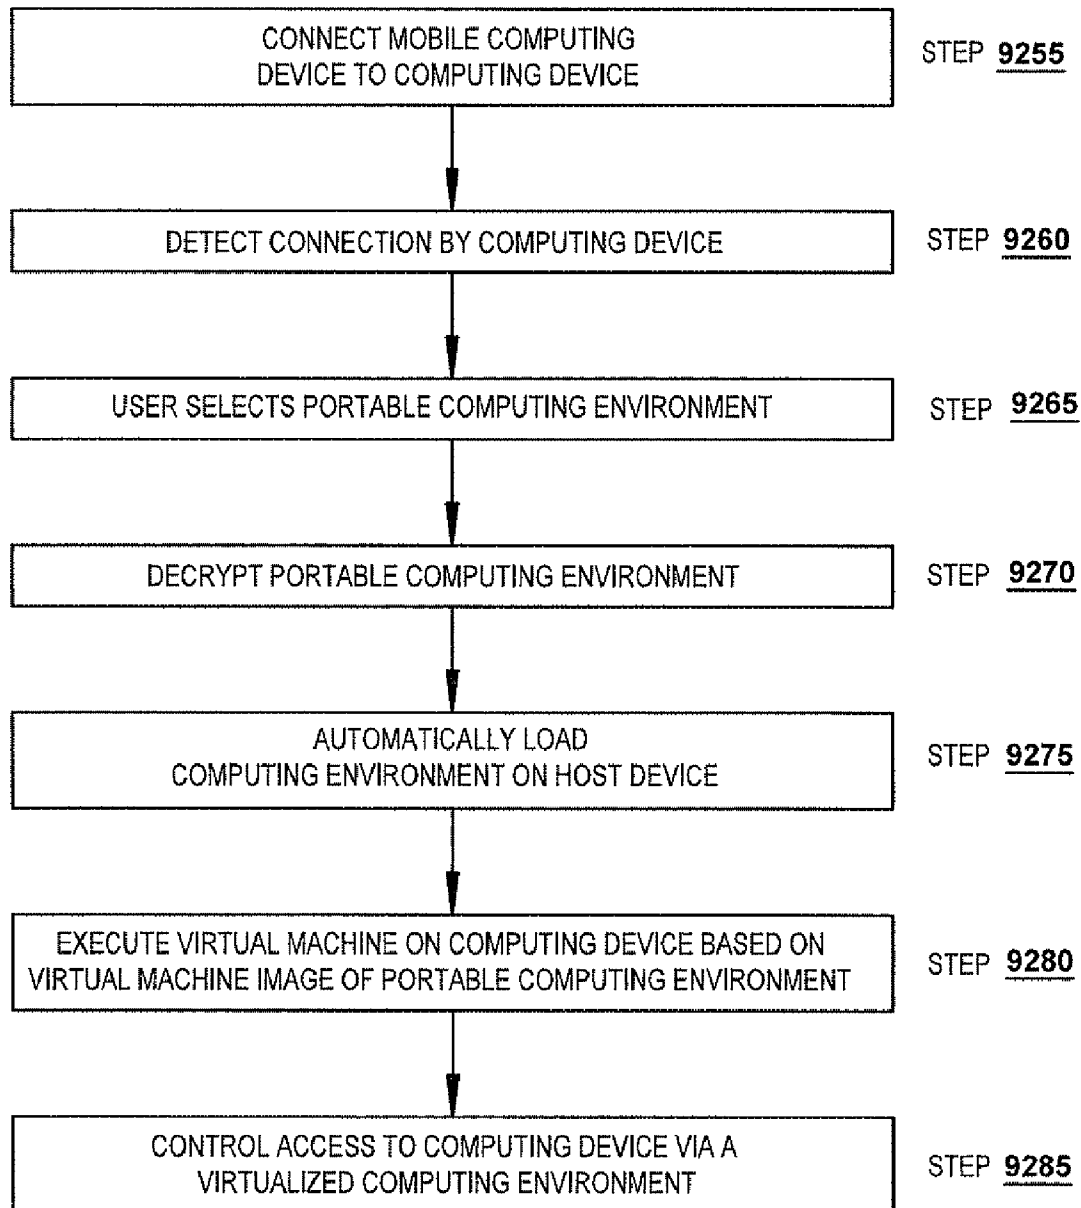 CONNECT MOBILE COMPUTING
DEVICE TO COMPUTING DEVICE
STEP 9255
DETECT CONNECTION BY COMPUTING DEVICE
STEP 9260
USER SELECTS PORTABLE COMPUTING ENVIRONMENT
STEP 9265
DECRYPT PORTABLE COMPUTING ENVIRONMENT
STEP 9270
AUTOMATICALLY LOAD
COMPUTING ENVIRONMENT ON HOST DEVICE
STEP 9275
EXECUTE VIRTUAL MACHINE ON COMPUTING DEVICE BASED ON
VIRTUAL MACHINE IMAGE OF PORTABLE COMPUTING ENVIRONMENT
STEP 9280
CONTROL ACCESS TO COMPUTING DEVICE VIA A
VIRTUALIZED COMPUTING ENVIRONMENT
STEP 9285